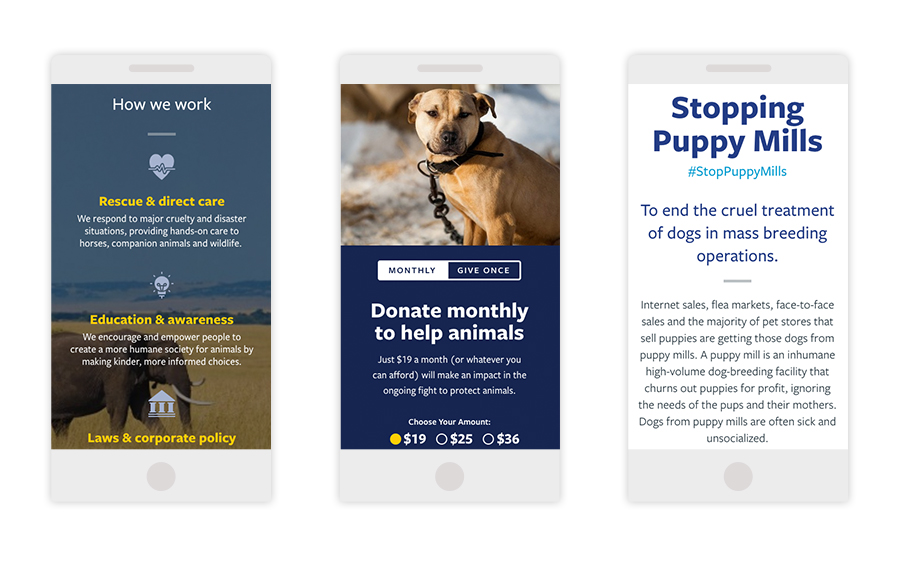 How we work
Rescue & direct care
We respond to major cruelty and disaster
situations, providing hands-on care to
horses, companion animals and wildlife.
Education & awareness
We encourage and empower people to
create a more humane society for animals by
making kinder, more informed choices.
Laws & corporate policy
MONTHLY GIVE ONCE
Donate monthly
to help animals
Just $19 a month (or whatever you
can afford) will make an impact in the
ongoing fight to protect animals.
Choose Your Amount:
$19 $25 $36
Stopping
Puppy Mills
#StopPuppyMills
To end the cruel treatment
of dogs in mass breeding
operations.
Internet sales, flea markets, face-to-face
sales and the majority of pet stores that
sell puppies are getting those dogs from
puppy mills. A puppy mill is an inhumane
high-volume dog-breeding facility that
churns out puppies for profit, ignoring
the needs of the pups and their mothers.
Dogs from puppy mills are often sick and
unsocialized.